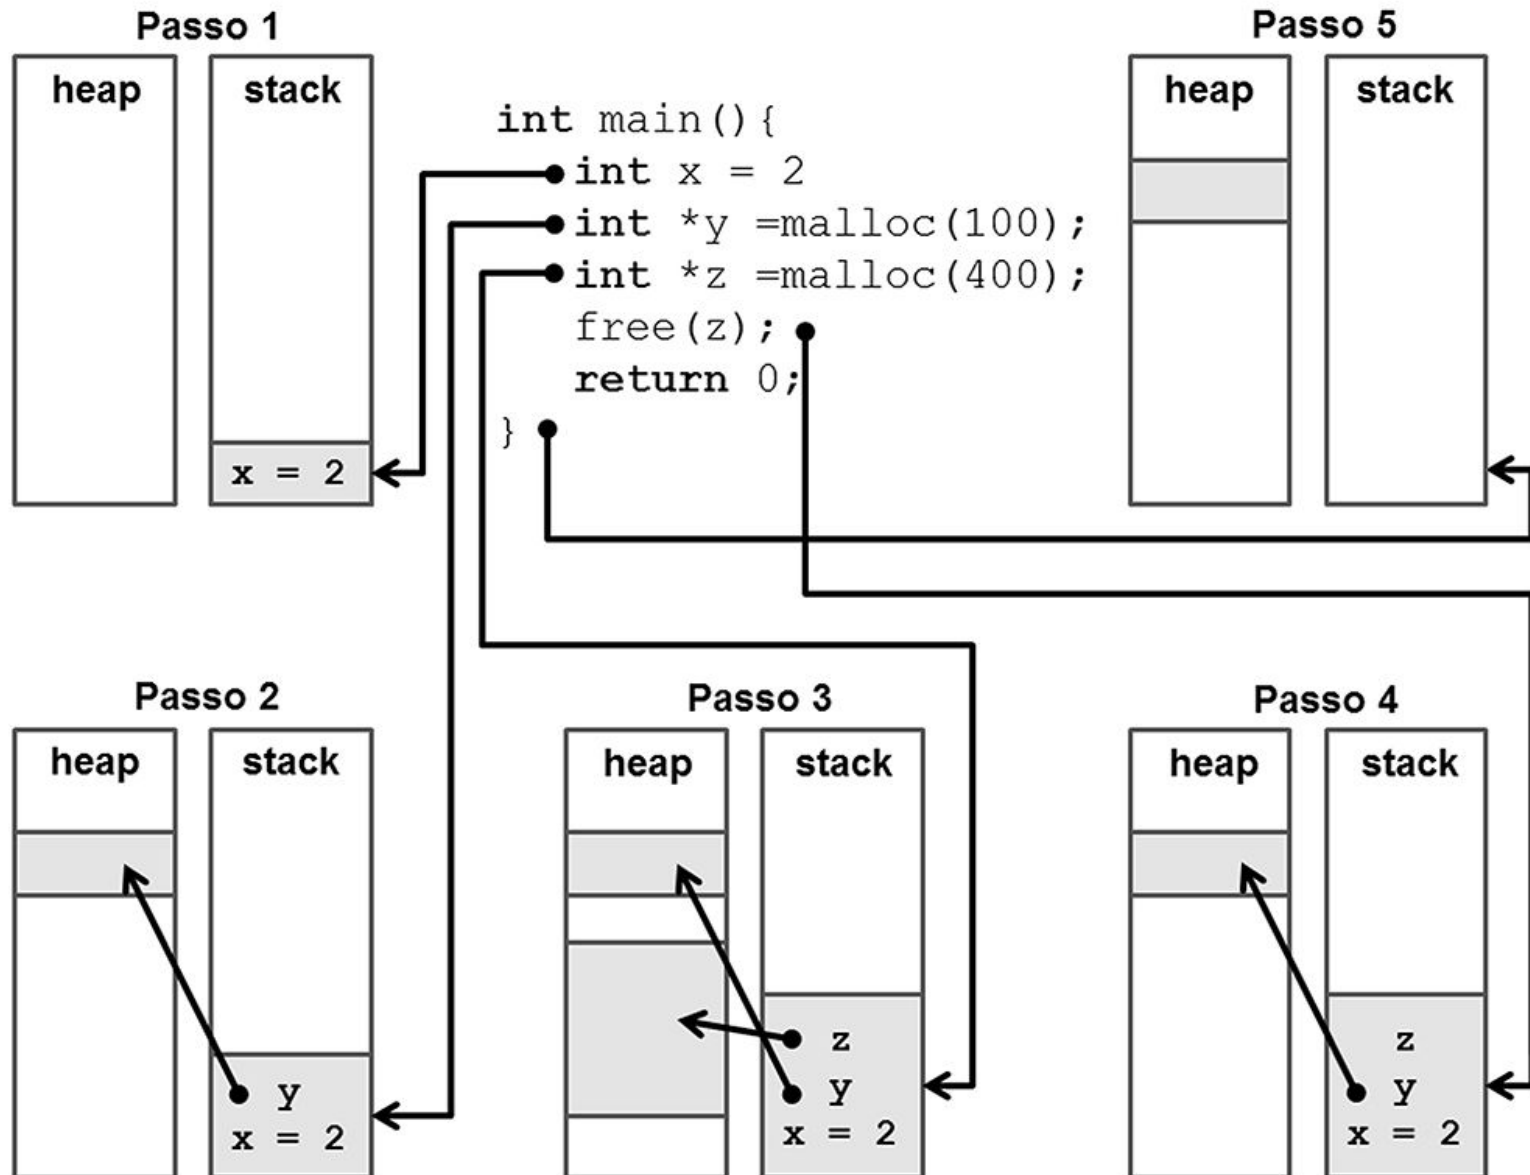 Passo 1
heap
stack
x = 2
int main(){
int x = 2
int *y =malloc(100);
int *z =malloc(400);
free(z);
return 0;
}
Passo 5
heap
stack
Passo 2
heap
stack
y
x = 2
Passo 3
heap
stack
z
y
x = 2
Passo 4
heap
stack
z
y
x = 2